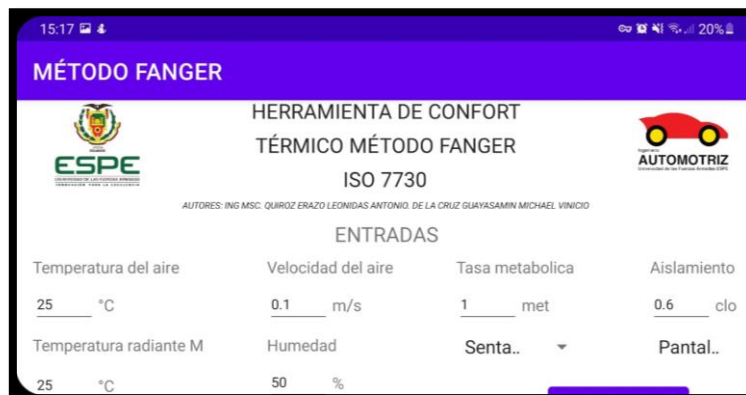 15:17 20%
MÉTODO FANGER
ESPE
HERRAMIENTA DE CONFORT
TÉRMICO MÉTODO FANGER
ISO 7730
Ingeniería
AUTOMOTRIZ
AUTORES: ING MSC. QUIROZ ERAZO LEONIDAS ANTONIO. DE LA CRUZ GUAYASAMIN MICHAEL VINICIO
ENTRADAS
Temperatura del aire Velocidad del aire Tasa metabolica Aislamiento
25 °C 0.1 m/s 1 met 0.6 clo
Temperatura radiante M Humedad Senta.. Pantal..
25 °C 50 %